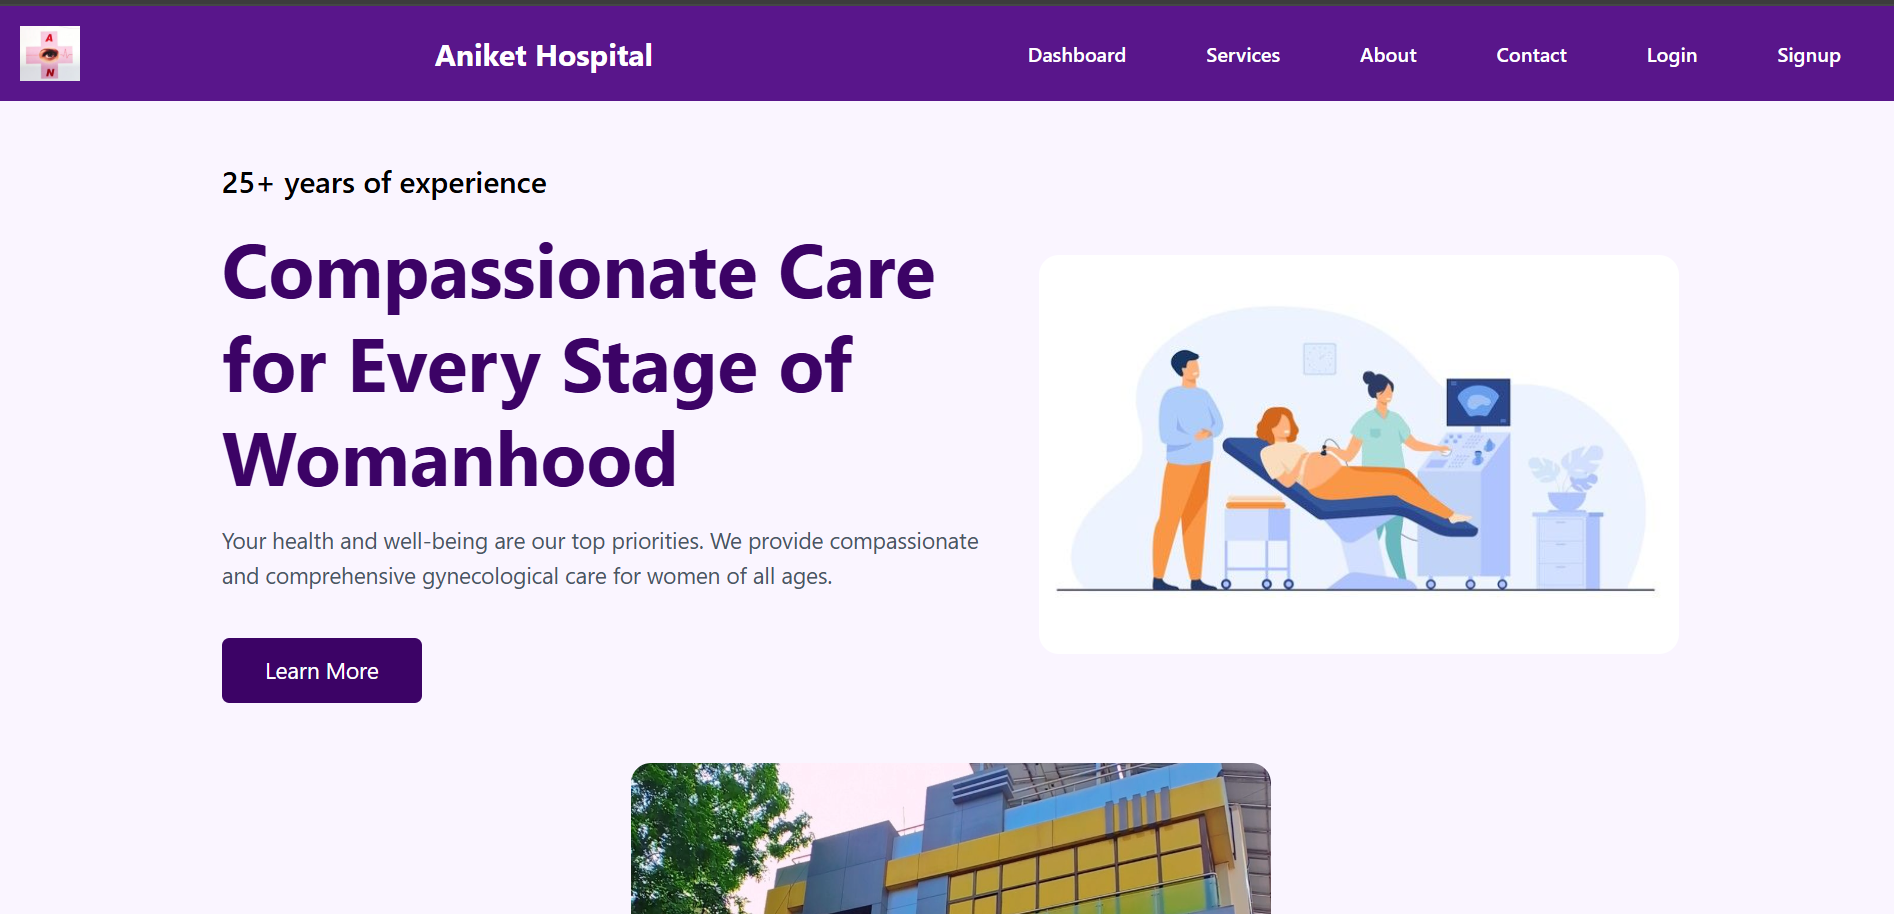 A
N
Aniket Hospital
Dashboard
Services
About
Contact
Login
Signup
25+ years of experience
Compassionate Care
for Every Stage of
Womanhood
Your health and well-being are our top priorities. We provide compassionate
and comprehensive gynecological care for women of all ages.
Learn More